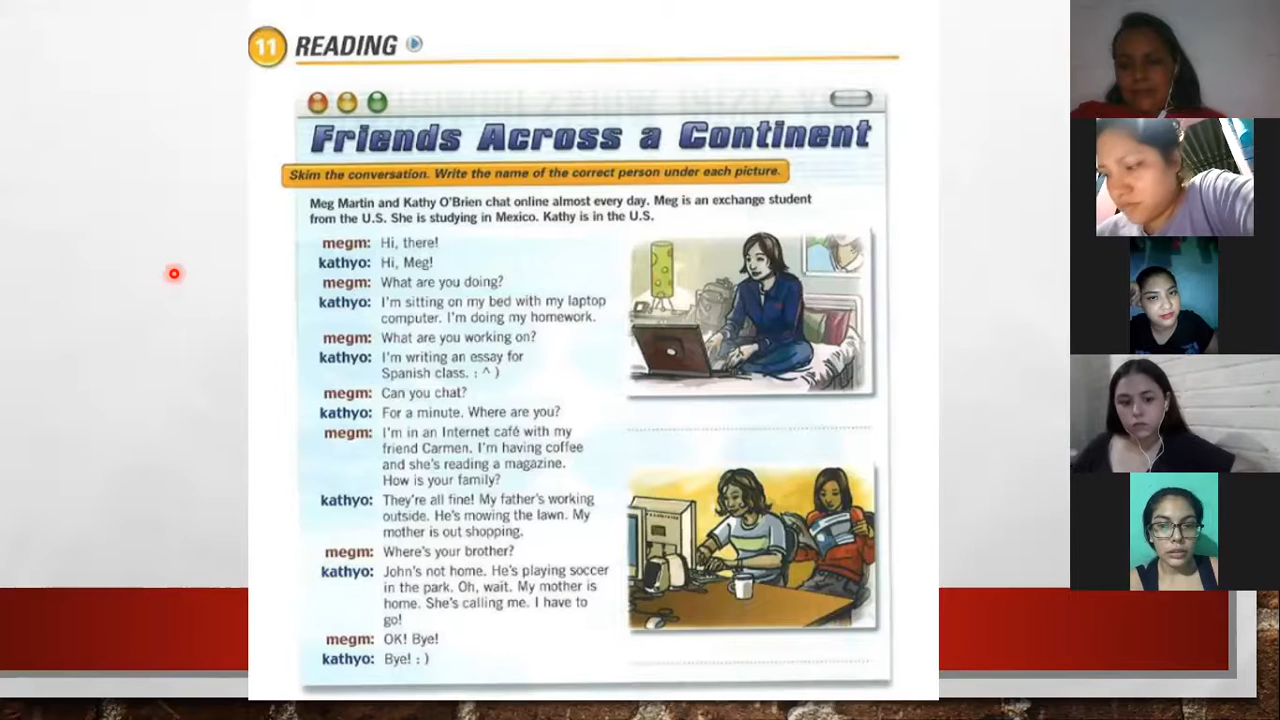 11 READING
Friends Across a Continent
Skim the conversation. Write the name of the correct person under each picture.
Meg Martin and Kathy O'Brien chat online almost every day. Meg is an exchange student
from the U.S. She is studying in Mexico. Kathy is in the U.S.
megm: Hi, there!
kathyo: Hi, Meg!
megm: What are you doing?
kathyo: I'm sitting on my bed with my laptop
computer. I'm doing my homework.
megm: What are you working on?
kathyo: I'm writing an essay for
Spanish class. : ^ )
megm: Can you chat?
kathyo: For a minute. Where are you?
megm: I'm in an Internet café with my
friend Carmen. I'm having coffee
and she's reading a magazine.
How is your family?
kathyo: They're all fine! My father's working
outside. He's mowing the lawn. My
mother is out shopping.
megm: Where's your brother?
kathyo: John's not home. He's playing soccer
in the park. Oh, wait. My mother is
home. She's calling me. I have to
go!
megm: OK! Bye!
kathyo: Bye! : )